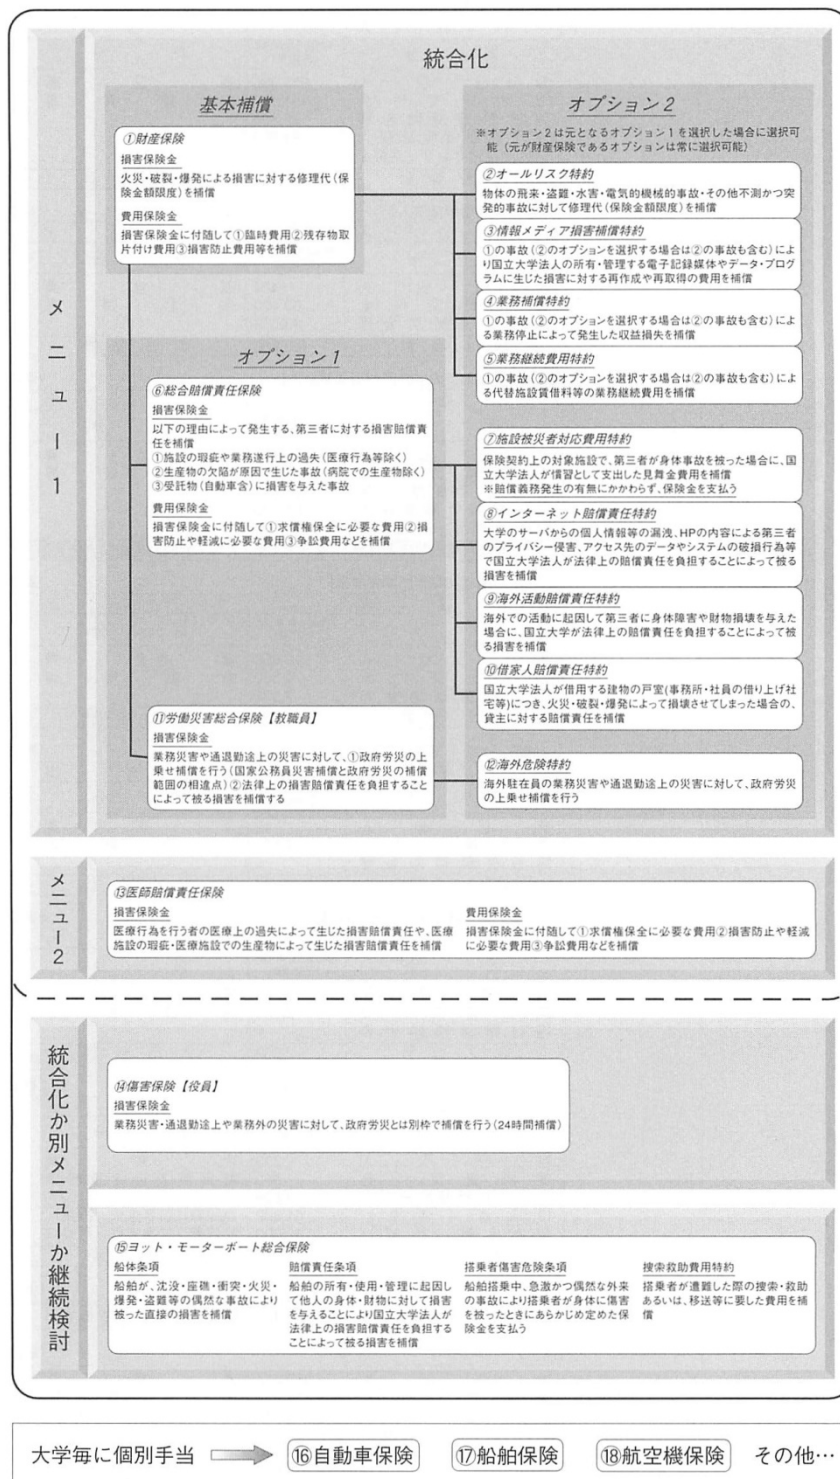 メニュー1
統合化
基本補償
①財産保険
損害保険金
火災・破裂・爆発による損害に対する修理代(保
険金額限度)を補償
費用保険金
損害保険金に付随して①臨時費用②残存物取
片付け費用③損害防止費用等を補償
オプション2
※オプション2は元となるオプション1を選択した場合に選択可
能(元が財産保険であるオプションは常に選択可能)
②オールリスク特約
物体の飛来・盗難・水害・電気的機械的事故・その他不測かつ突
発的事故に対して修理代(保険金額限度)を補償
③情報メディア損害補償特約
①の事故(②のオプションを選択する場合は②の事故も含む)によ
り国立大学法人の所有・管理する電子記録媒体やデータ・プログ
ラムに生じた損害に対する再作成や再取得の費用を補償
④業務補償特約
①の事故(②のオプションを選択する場合は②の事故も含む)によ
る業務停止によって発生した収益損失を補償
⑤業務継続費用特約
①の事故(②のオプションを選択する場合は②の事故も含む)によ
る代替施設賃借料等の業務継続費用を補償
オプション1
⑥総合賠償責任保険
損害保険金
以下の理由によって発生する、第三者に対する損害賠償責
任を補償
①施設の瑕疵や業務遂行上の過失(医療行為等除く)
②生産物の欠陥が原因で生じた事故(病院での生産物除く)
③受託物(自動車含)に損害を与えた事故
費用保険金
損害保険金に付随して①求償権保全に必要な費用②損
害防止や軽減に必要な費用③争訟費用などを補償
⑦施設被災者対応費用特約
保険契約上の対象施設で、第三者が身体事故を被った場合に、国
立大学法人が慣習として支出した見舞金費用を補償
※賠償義務発生の有無にかかわらず、保険金を支払う
⑧インターネット賠償責任特約
大学のサーバからの個人情報等の漏洩、HPの内容による第三者
のプライバシー侵害、アクセス先のデータやシステムの破損行為等
で国立大学法人が法律上の賠償責任を負担することによって被る
損害を補償
⑨海外活動賠償責任特約
海外での活動に起因して第三者に身体障害や財物損壊を与えた
場合に、国立大学が法律上の賠償責任を負担することによって被
る損害を補償
⑩借家人賠償責任特約
国立大学法人が借用する建物の戸室(事務所・社員の借り上げ社
宅等)につき、火災・破裂・爆発によって損壊させてしまった場合の、
貸主に対する賠償責任を補償
⑪労働災害総合保険【教職員】
損害保険金
業務災害や通退勤途上の災害に対して、①政府労災の上
乗せ補償を行う(国家公務員災害補償と政府労災の補償
範囲の相違点)②法律上の損害賠償責任を負担すること
によって被る損害を補償する
⑫海外危険特約
海外駐在員の業務災害や通退勤途上の災害に対して、政府労災
の上乗せ補償を行う
メニュー2
⑬医師賠償責任保険
損害保険金
医療行為を行う者の医療上の過失によって生じた損害賠償責任や、医療
施設の瑕疵・医療施設での生産物によって生じた損害賠償責任を補償
費用保険金
損害保険金に付随して①求償権保全に必要な費用②損害防止や軽減
に必要な費用③争訟費用などを補償
統合化か別メニューか継続検討
⑭傷害保険【役員】
損害保険金
業務災害・通退勤途上や業務外の災害に対して、政府労災とは別枠で補償を行う(24時間補償)
⑮ヨット・モーターボート総合保険
船体条項
船舶が、沈没・座礁・衝突・火災・
爆発・盗難等の偶然な事故により
被った直接の損害を補償
賠償責任条項
船舶の所有・使用・管理に起因し
て他人の身体・財物に対して損害
を与えることにより国立大学法人が
法律上の損害賠償責任を負担する
ことによって被る損害を補償
搭乗者傷害危険条項
船舶搭乗中、急激かつ偶然な外来
の事故により搭乗者が身体に傷害
を被ったときにあらかじめ定めた保
険金を支払う
捜索救助費用特約
搭乗者が遭難した際の捜索・救助
あるいは、移送等に要した費用を補
償
大学毎に個別手当 ⑯自動車保険 ⑰船舶保険 ⑱航空機保険 その他…